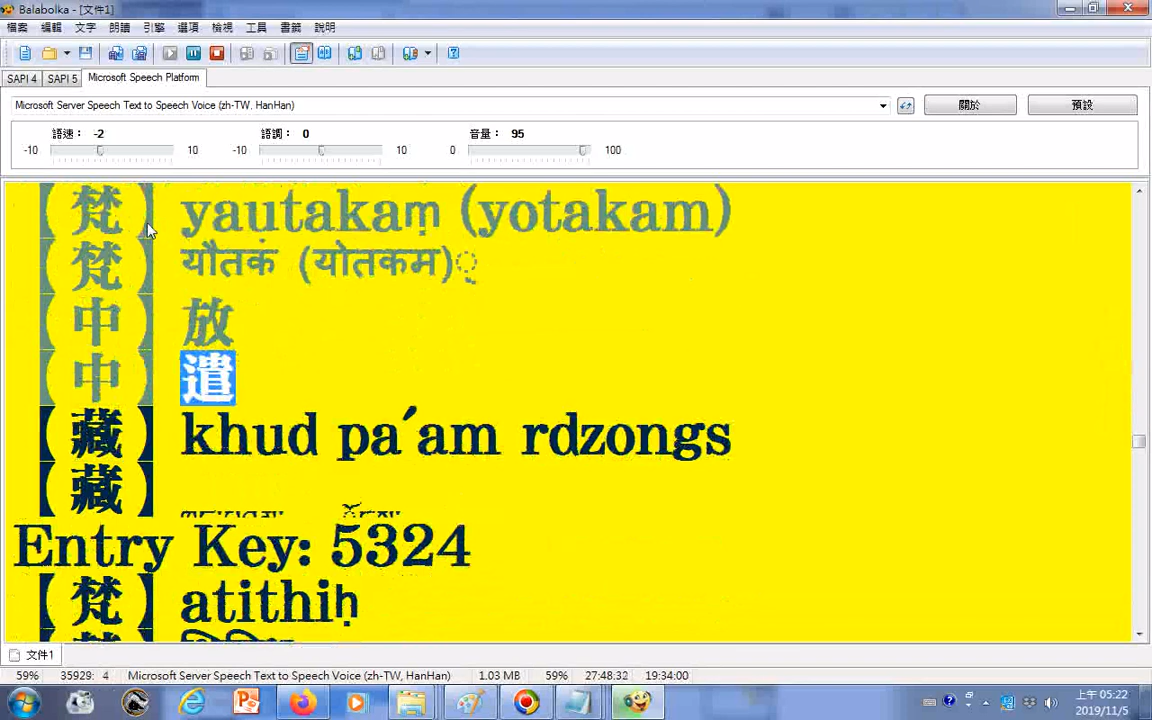 Balabolka - [文件1]
檔案 編輯 文字 朗讀 引擎 選項 檢視 工具 書籤 說明
SAPI 4 SAPI 5 Microsoft Speech Platform
Microsoft Server Speech Text to Speech Voice (zh-TW, HanHan) 關於 預設
語速： -2 語調： 0 音量： 95
-10 10 -10 10 0 100
【梵】 yauṭakaṃ (yotakam)
【梵】 यौतकं (योतकम)्
【中】 放
【中】 遣
【藏】 khud pa'am rdzongs
【藏】
Entry Key: 5324
【梵】 atithiḥ
文件1
59% 35929: 4 Microsoft Server Speech Text to Speech Voice (zh-TW, HanHan) 1.03 MB 59% 27:48:32 19:34:00
上午 05:22
2019/11/5